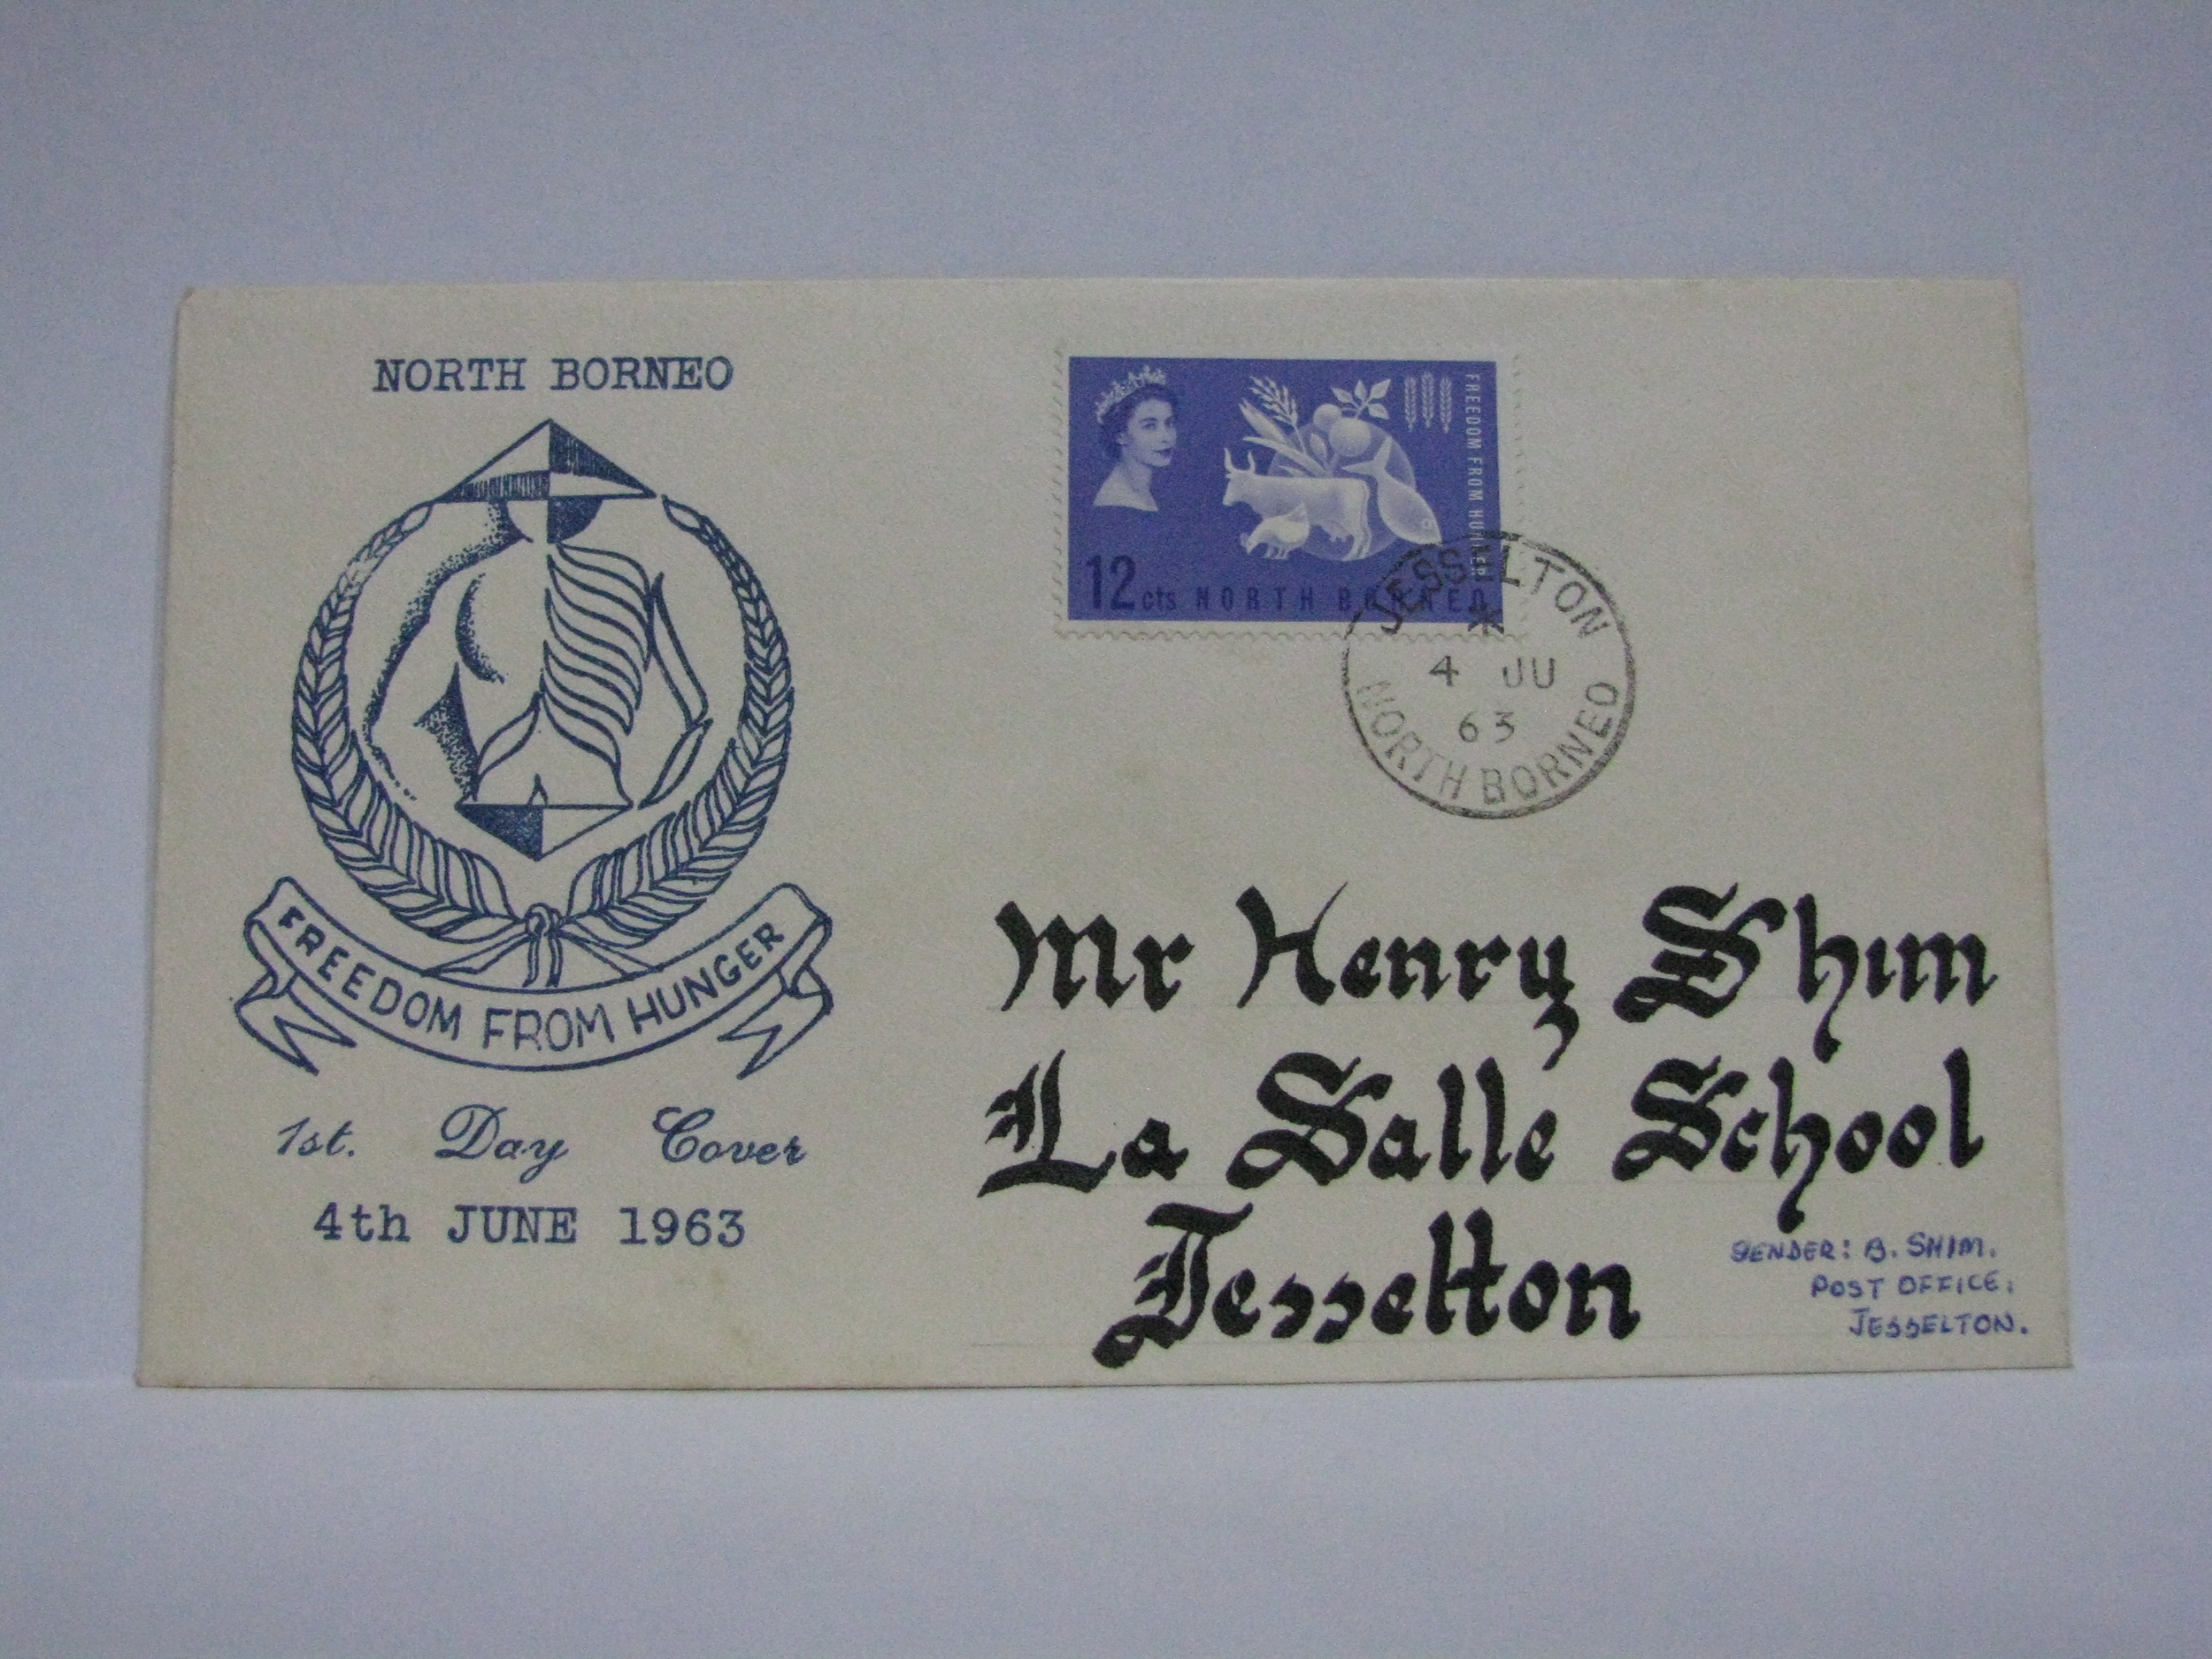 NORTH BORNEO
FREEDOM FROM HUNGER
1st. Day Cover
4th JUNE 1963
FREEDOM FROM HUNGER
12 cts NORTH BORNEO
JESSELTON
4 JU
63
NORTH BORNEO
Mr Henry Shim
La Salle School
Jesselton
SENDER: B. SHIM.
POST OFFICE.
JESSELTON.